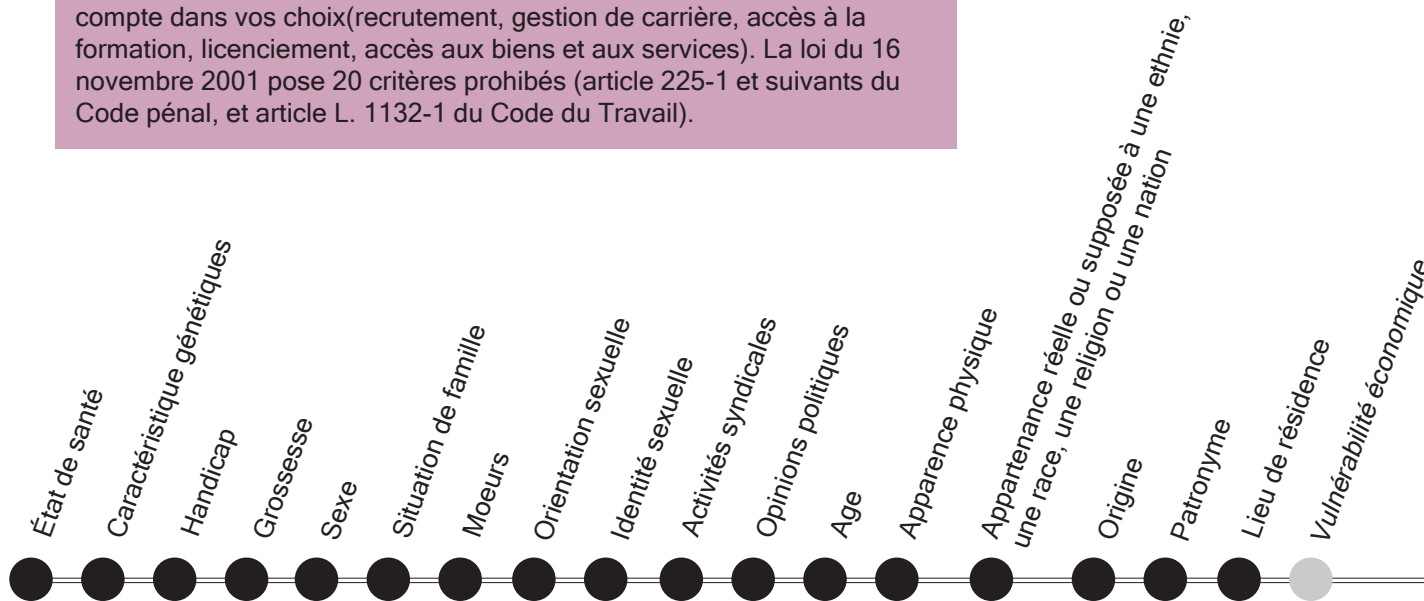 compte dans vos choix(recrutement, gestion de carrière, accès à la
formation, licenciement, accès aux biens et aux services). La loi du 16
novembre 2001 pose 20 critères prohibés (article 225-1 et suivants du
Code pénal, et article L. 1132-1 du Code du Travail).
État de santé
Caractéristique génétiques
Handicap
Grossesse
Sexe
Situation de famille
Moeurs
Orientation sexuelle
Identité sexuelle
Activités syndicales
Opinions politiques
Age
Apparence physique
Appartenance réelle ou supposée à une ethnie,
une race, une religion ou une nation
Origine
Patronyme
Lieu de résidence
Vulnérabilité économique